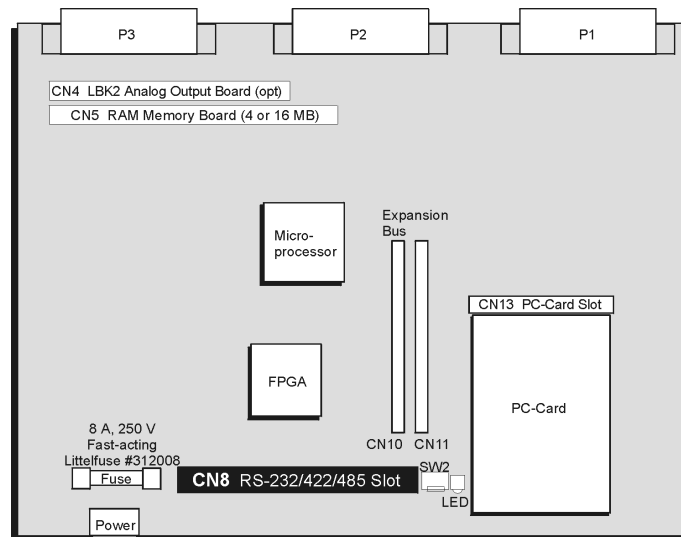 P3
P2
P1
CN4 LBK2 Analog Output Board (opt)
CN5 RAM Memory Board (4 or 16 MB)
Micro-
processor
Expansion
Bus
CN13 PC-Card Slot
FPGA
PC-Card
8 A, 250 V
Fast-acting
Littelfuse #312008
Fuse
CN10
CN11
CN8 RS-232/422/485 Slot
SW2
LED
Power